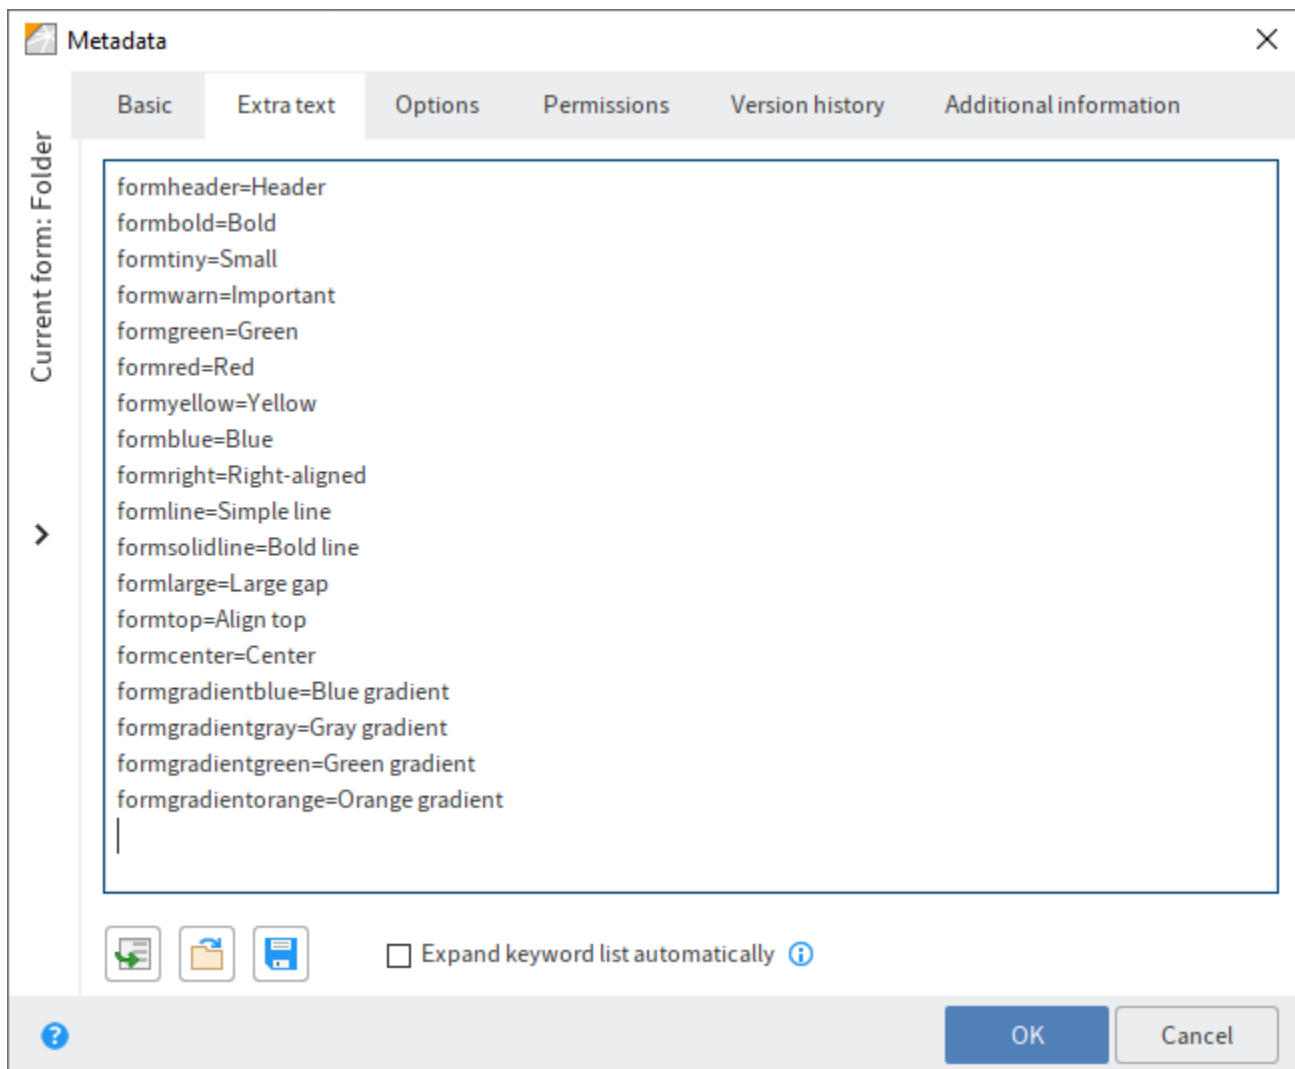 Metadata
Basic Extra text Options Permissions Version history Additional information
Current form: Folder
formheader=Header
formbold=Bold
formtiny=Small
formwarn=Important
formgreen=Green
formred=Red
formyellow=Yellow
formblue=Blue
formright=Right-aligned
formline=Simple line
formsolidline=Bold line
formlarge=Large gap
formtop=Align top
formcenter=Center
formgradientblue=Blue gradient
formgradientgray=Gray gradient
formgradientgreen=Green gradient
formgradientorange=Orange gradient
Expand keyword list automatically
OK Cancel